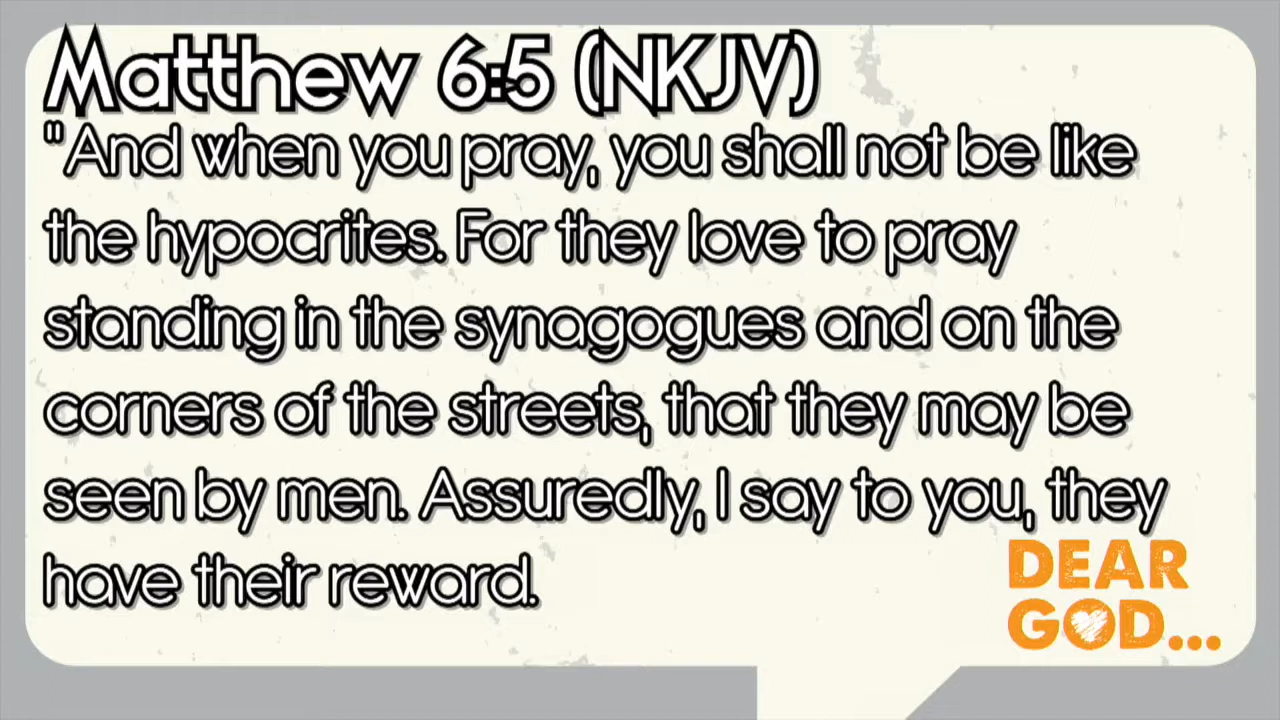 Matthew 6:5 (NKJV)
"And when you pray, you shall not be like
the hypocrites. For they love to pray
standing in the synagogues and on the
corners of the streets, that they may be
seen by men. Assuredly, I say to you, they
have their reward.
DEAR
GOD...